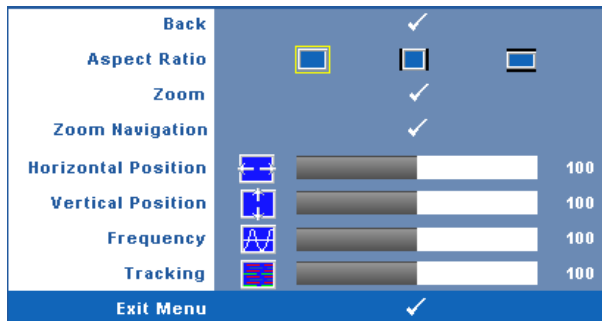 Back
Aspect Ratio
Zoom
Zoom Navigation
Horizontal Position 100
Vertical Position 100
Frequency 100
Tracking 100
Exit Menu